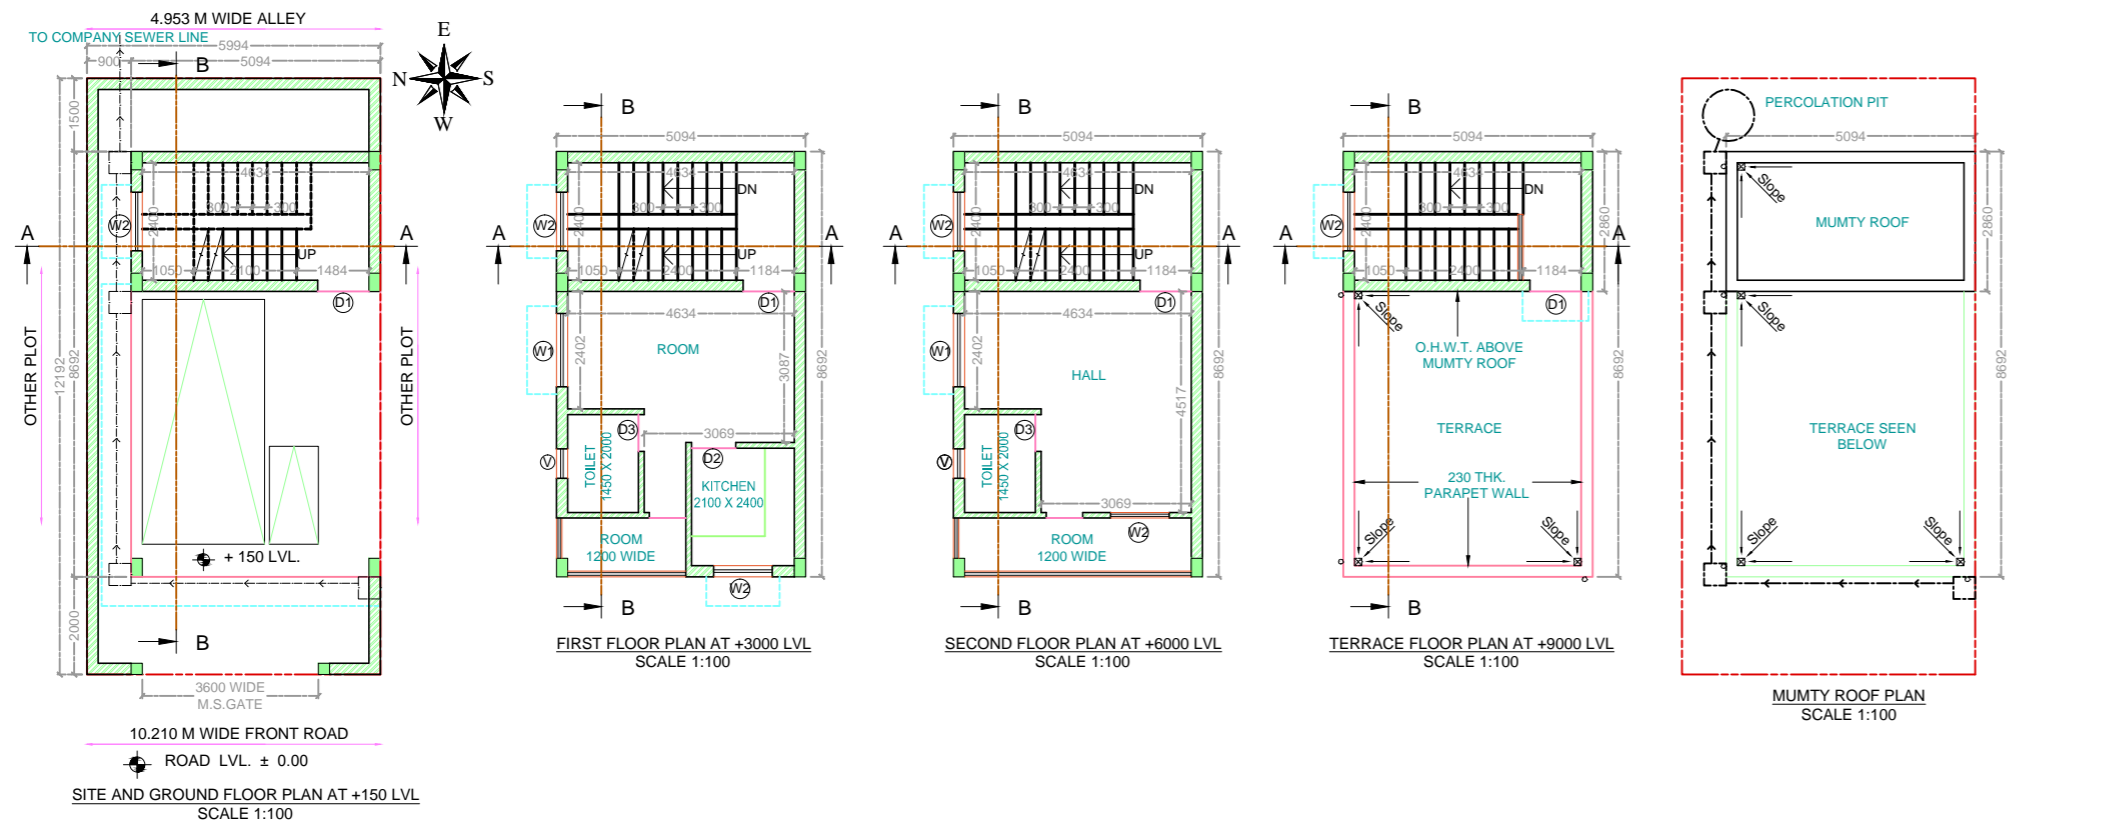 4.953 M WIDE ALLEY
TO COMPANY SEWER LINE
5994
900
5094
B
1500
12192
8692
2000
4634
2400
300
300
W2
A
A
UP
1050
2100
1484
D1
OTHER PLOT
OTHER PLOT
+ 150 LVL.
B
3600 WIDE
M.S.GATE
10.210 M WIDE FRONT ROAD
ROAD LVL. ± 0.00
SITE AND GROUND FLOOR PLAN AT +150 LVL
SCALE 1:100
E
N
S
W
B
5094
4634
DN
2400
300
300
W2
A
A
UP
1050
2400
1184
D1
4634
W1
2402
ROOM
3087
8692
D3
3069
D2
V
TOILET
1450 X 2000
KITCHEN
2100 X 2400
ROOM
1200 WIDE
W2
B
FIRST FLOOR PLAN AT +3000 LVL
SCALE 1:100
B
5094
4634
DN
2400
300
300
W2
A
A
UP
1050
2400
1184
D1
4634
W1
2402
HALL
4517
8692
D3
V
TOILET
1450 X 2000
3069
W2
ROOM
1200 WIDE
B
SECOND FLOOR PLAN AT +6000 LVL
SCALE 1:100
B
5094
4634
DN
2400
300
300
W2
2860
A
A
1050
2400
1184
D1
Slope
O.H.W.T. ABOVE
MUMTY ROOF
8692
TERRACE
230 THK.
PARAPET WALL
Slope
Slope
B
TERRACE FLOOR PLAN AT +9000 LVL
SCALE 1:100
PERCOLATION PIT
5094
Slope
MUMTY ROOF
2860
Slope
8692
TERRACE SEEN
BELOW
Slope
Slope
MUMTY ROOF PLAN
SCALE 1:100